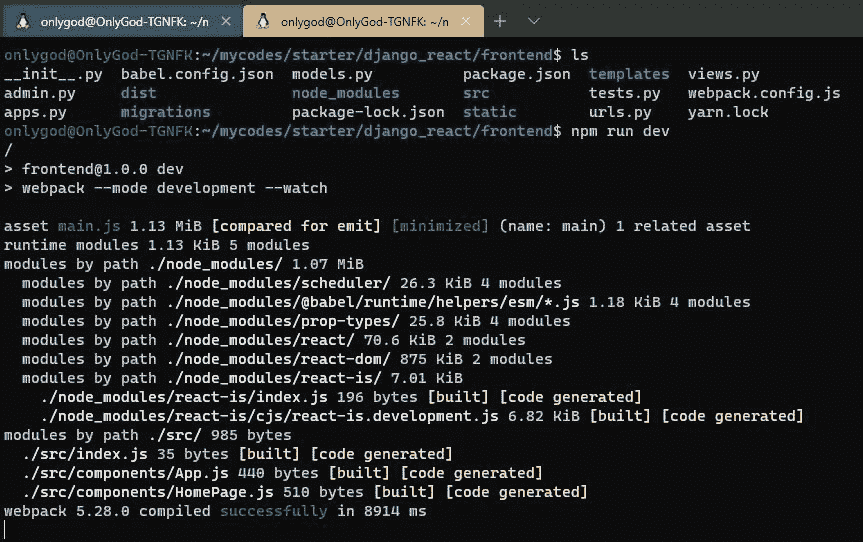 onlygod@OnlyGod-TGNFK: ~/n onlygod@OnlyGod-TGNFK: ~/n
onlygod@OnlyGod-TGNFK:~/mycodes/starter/django_react/frontend$ ls
__init__.py babel.config.json models.py package.json templates views.py
admin.py dist node_modules src tests.py webpack.config.js
apps.py migrations package-lock.json static urls.py yarn.lock
onlygod@OnlyGod-TGNFK:~/mycodes/starter/django_react/frontend$ npm run dev
/
> frontend@1.0.0 dev
> webpack --mode development --watch
asset main.js 1.13 MiB [compared for emit] [minimized] (name: main) 1 related asset
runtime modules 1.13 KiB 5 modules
modules by path ./node_modules/ 1.07 MiB
modules by path ./node_modules/scheduler/ 26.3 KiB 4 modules
modules by path ./node_modules/@babel/runtime/helpers/esm/*.js 1.18 KiB 4 modules
modules by path ./node_modules/prop-types/ 25.8 KiB 4 modules
modules by path ./node_modules/react/ 70.6 KiB 2 modules
modules by path ./node_modules/react-dom/ 875 KiB 2 modules
modules by path ./node_modules/react-is/ 7.01 KiB
./node_modules/react-is/index.js 196 bytes [built] [code generated]
./node_modules/react-is/cjs/react-is.development.js 6.82 KiB [built] [code generated]
modules by path ./src/ 985 bytes
./src/index.js 35 bytes [built] [code generated]
./src/components/App.js 440 bytes [built] [code generated]
./src/components/HomePage.js 510 bytes [built] [code generated]
webpack 5.28.0 compiled successfully in 8914 ms